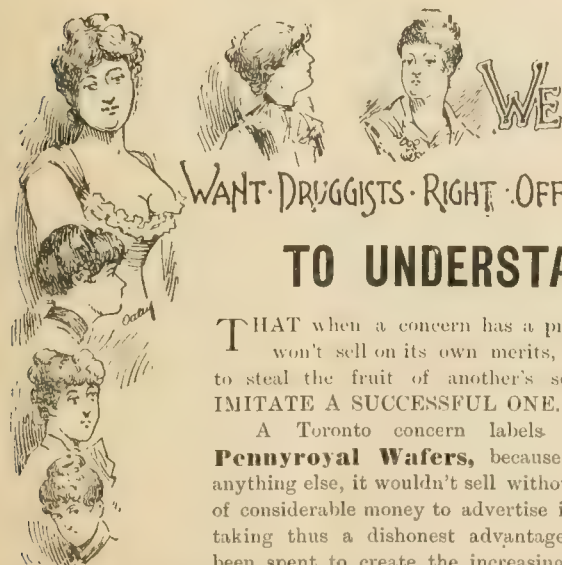 WE
WANT · DRUGGISTS · RIGHT · OFF
TO UNDERSTA
THAT when a concern has a pr
won't sell on its own merits,
to steal the fruit of another's s
IMITATE A SUCCESSFUL ONE.
A Toronto concern labels
Pennyroyal Wafers, because
anything else, it wouldn't sell witho
of considerable money to advertise i
taking thus a dishonest advantage
been spent to create the increasing